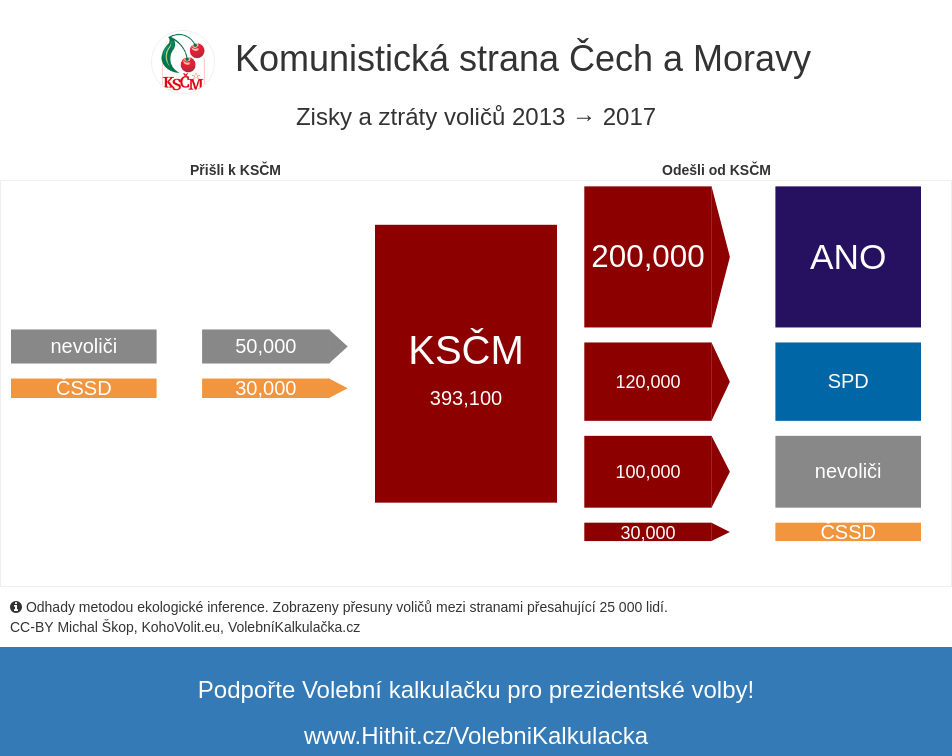 KSČM
Komunistická strana Čech a Moravy
Zisky a ztráty voličů 2013 → 2017
Přišli k KSČM
Odešli od KSČM
nevoliči
50,000
ČSSD
30,000
KSČM
393,100
200,000
ANO
120,000
SPD
100,000
nevoliči
30,000
ČSSD
Odhady metodou ekologické inference. Zobrazeny přesuny voličů mezi stranami přesahující 25 000 lidí.
CC-BY Michal Škop, KohoVolit.eu, VolebníKalkulačka.cz
Podpořte Volební kalkulačku pro prezidentské volby!
www.Hithit.cz/VolebniKalkulacka